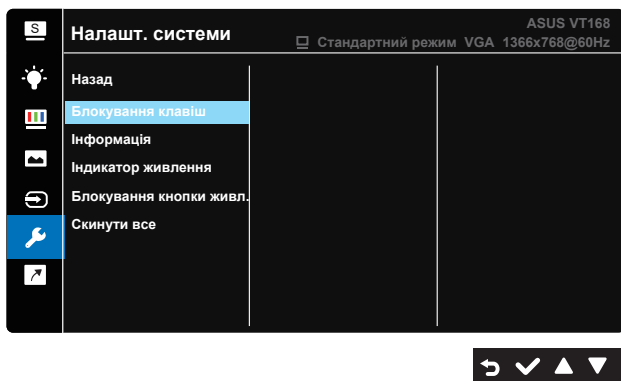 S
Налашт. системи
ASUS VT168
Стандартний режим VGA 1366x768@60Hz
Назад
Блокування клавіш
Інформація
Індикатор живлення
Блокування кнопки живл.
Скинути все